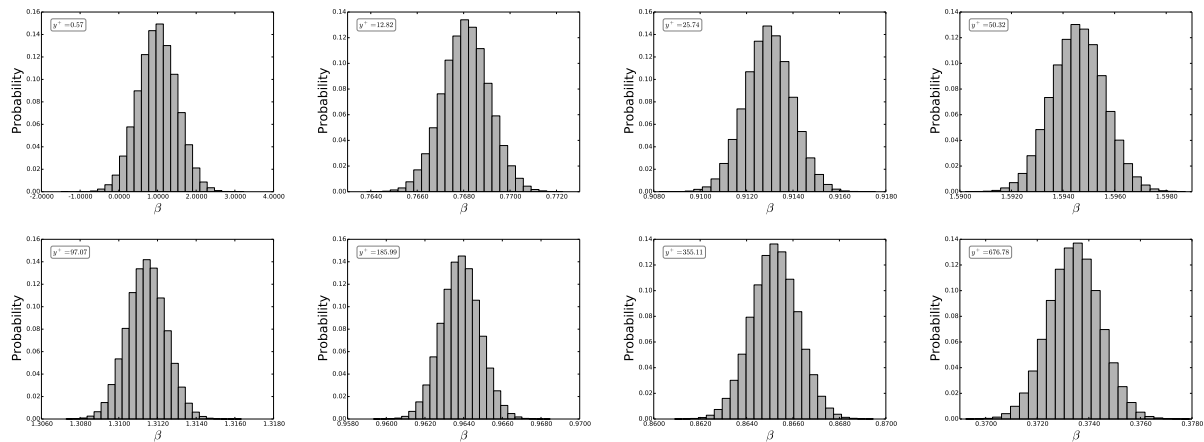 y⁺ =0.57
Probability
0.16
0.14
0.12
0.10
0.08
0.06
0.04
0.02
0.00
-2.0000 -1.0000 0.0000 1.0000 2.0000 3.0000 4.0000
β
y⁺ =12.82
Probability
0.14
0.12
0.10
0.08
0.06
0.04
0.02
0.00
0.7640 0.7660 0.7680 0.7700 0.7720
β
y⁺ =25.74
Probability
0.16
0.14
0.12
0.10
0.08
0.06
0.04
0.02
0.00
0.9080 0.9100 0.9120 0.9140 0.9160 0.9180
β
y⁺ =50.32
Probability
0.14
0.12
0.10
0.08
0.06
0.04
0.02
0.00
1.5900 1.5920 1.5940 1.5960 1.5980
β
y⁺ =97.07
Probability
0.16
0.14
0.12
0.10
0.08
0.06
0.04
0.02
0.00
1.3060 1.3080 1.3100 1.3120 1.3140 1.3160 1.3180
β
y⁺ =185.99
Probability
0.16
0.14
0.12
0.10
0.08
0.06
0.04
0.02
0.00
0.9580 0.9600 0.9620 0.9640 0.9660 0.9680 0.9700
β
y⁺ =355.11
Probability
0.14
0.12
0.10
0.08
0.06
0.04
0.02
0.00
0.8600 0.8620 0.8640 0.8660 0.8680 0.8700
β
y⁺ =676.78
Probability
0.14
0.12
0.10
0.08
0.06
0.04
0.02
0.00
0.3700 0.3720 0.3740 0.3760 0.3780
β